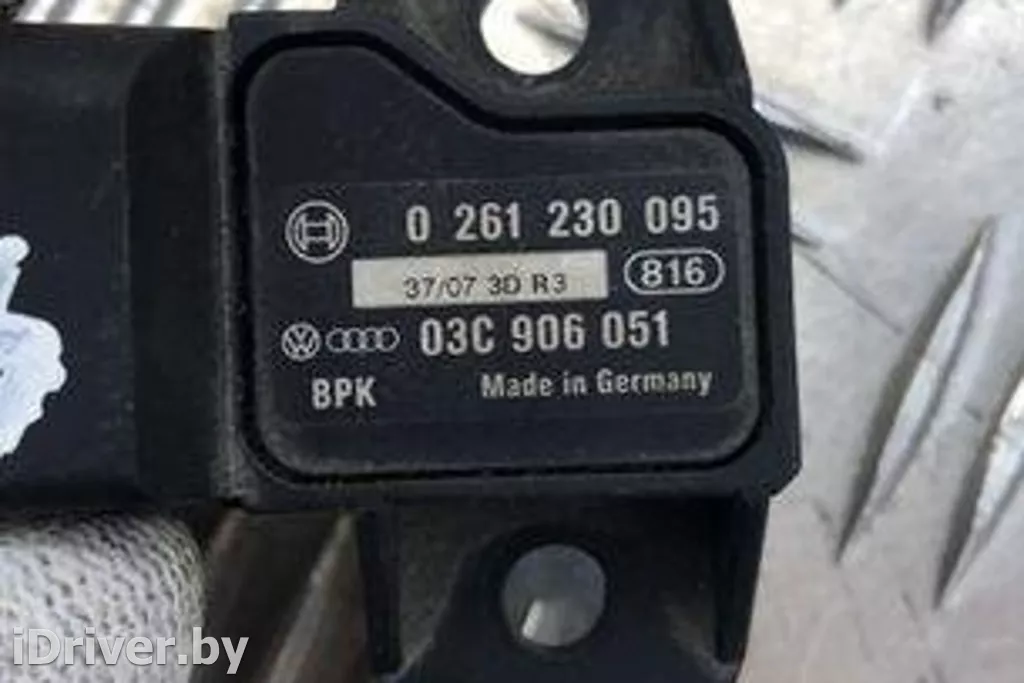 0 261 230 095
37/07 3D R3
816
03C 906 051
BPK Made in Germany
iDriver.by